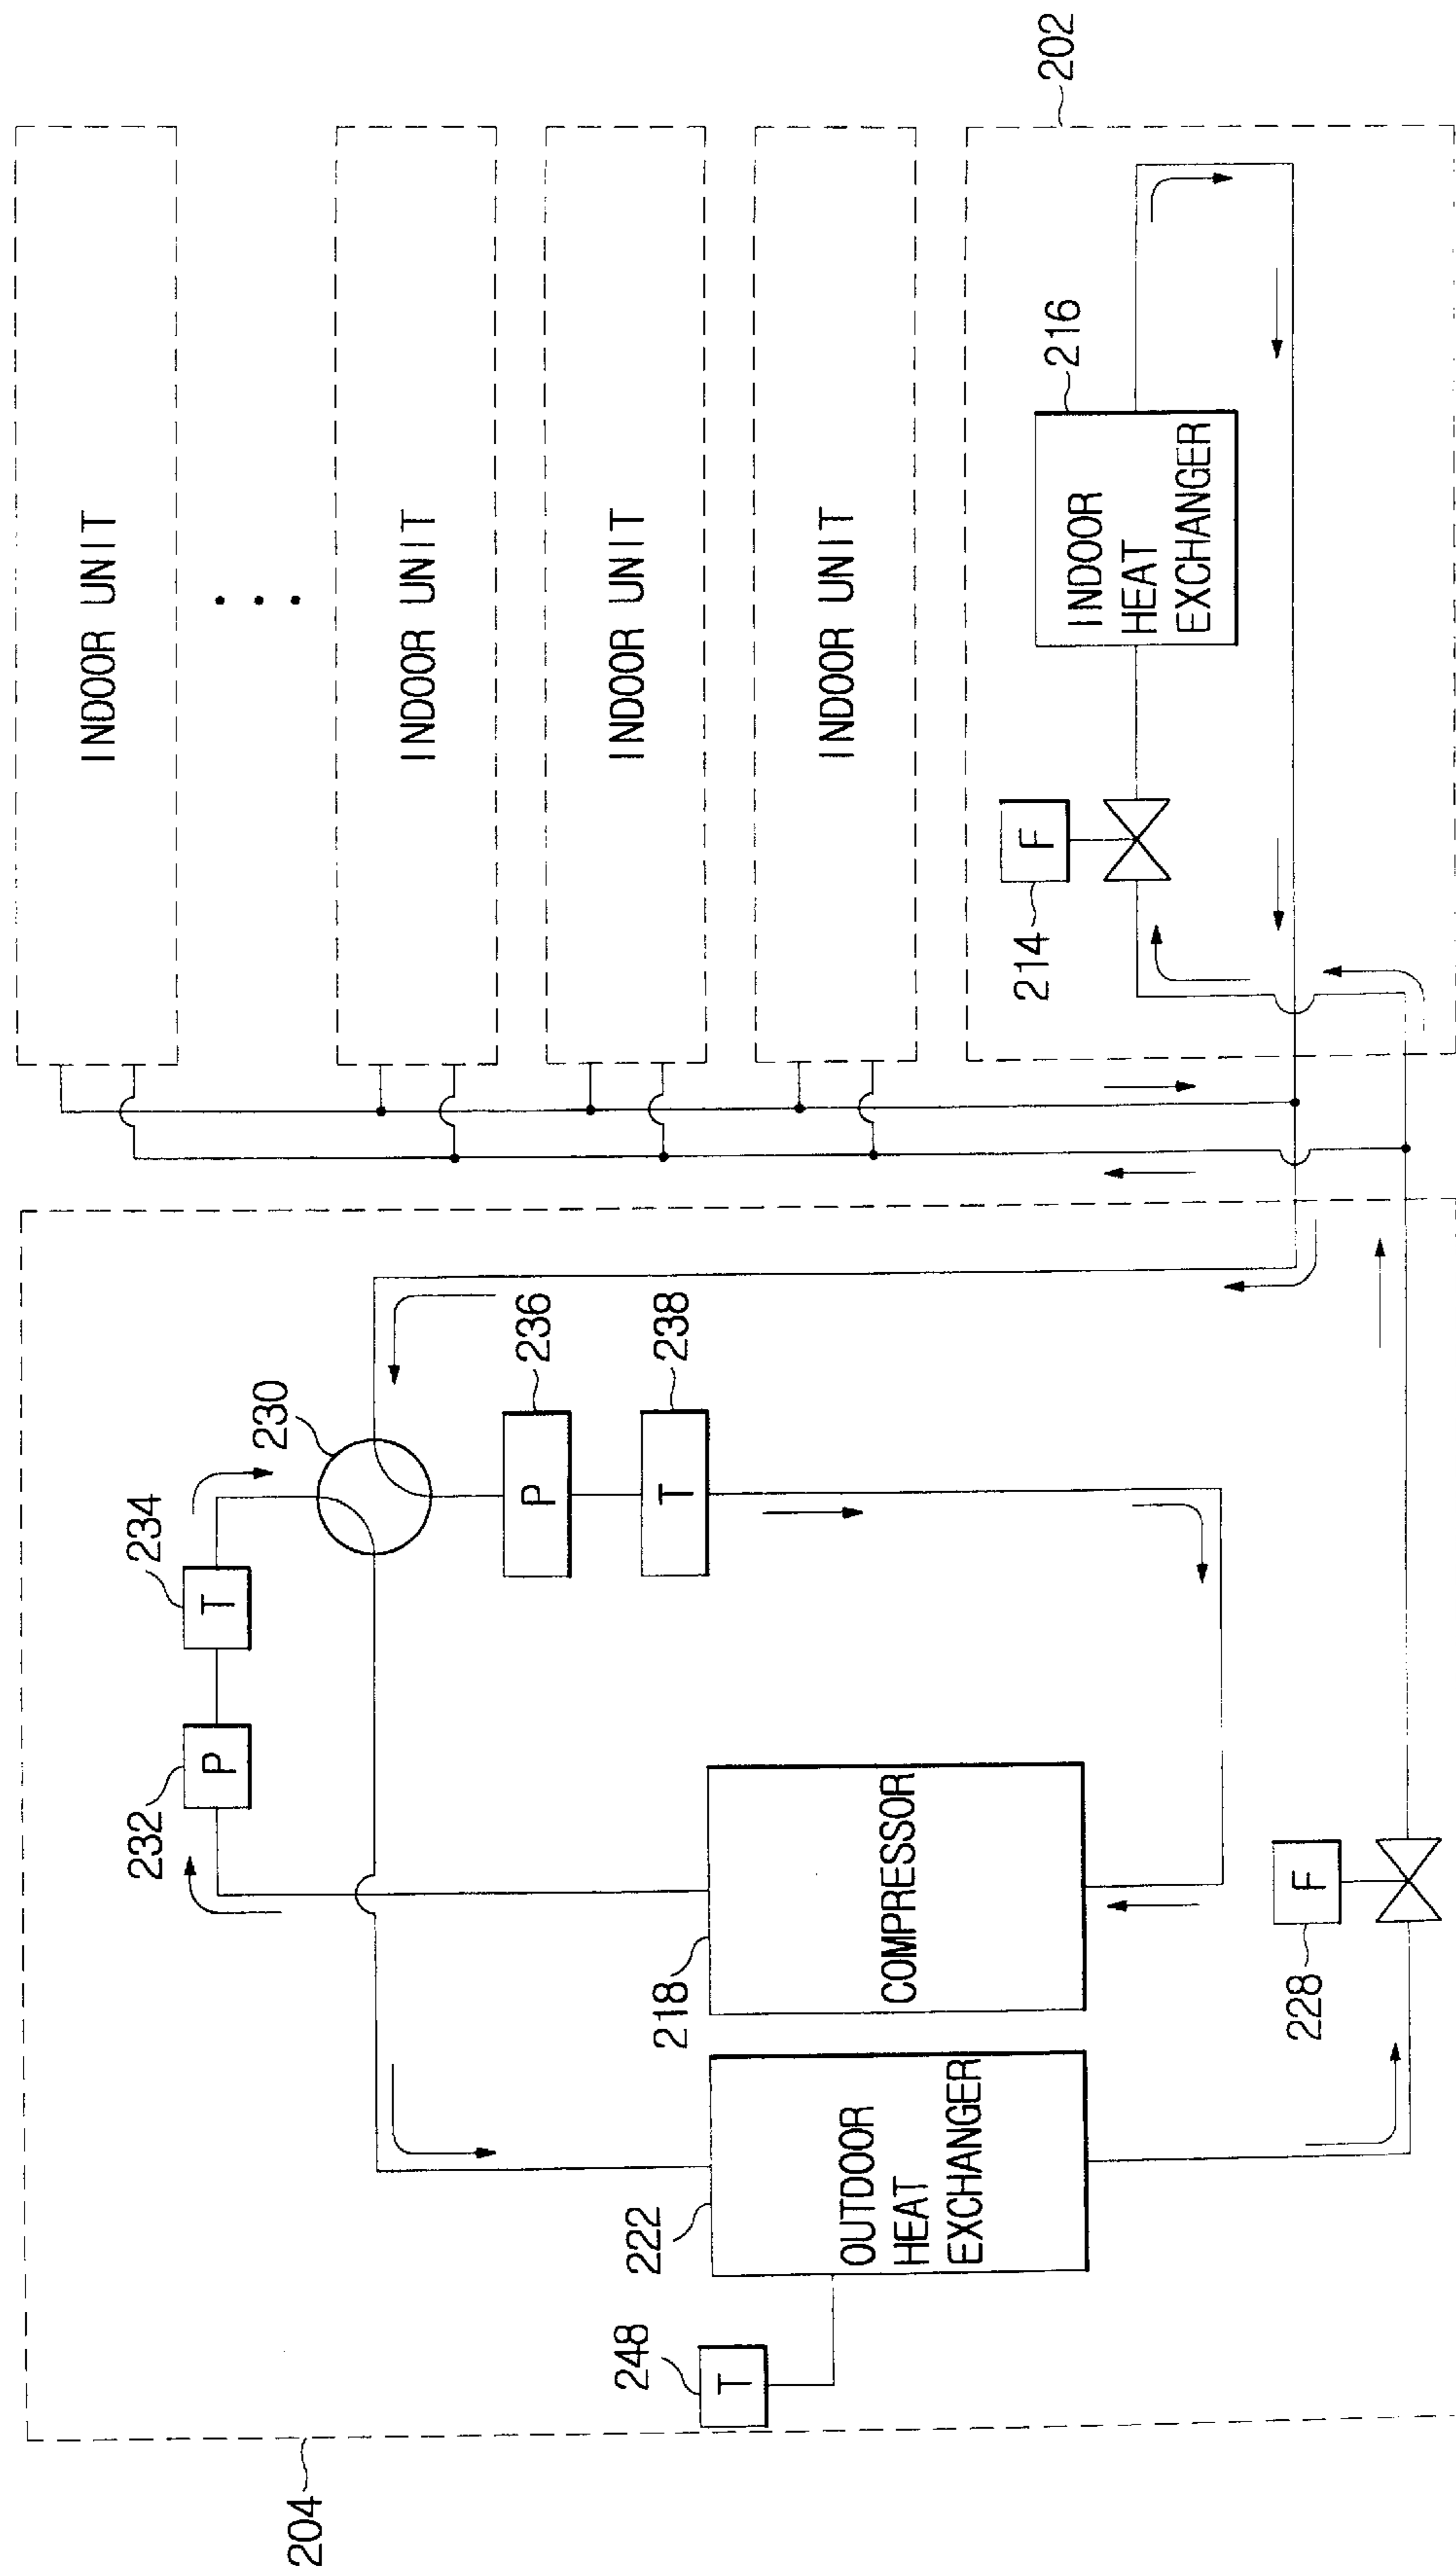 204
248
T
222
OUTDOOR
HEAT
EXCHANGER
218
COMPRESSOR
232
P
234
T
230
236
P
238
T
228
F
INDOOR UNIT
INDOOR UNIT
INDOOR UNIT
INDOOR UNIT
202
214
F
216
INDOOR
HEAT
EXCHANGER